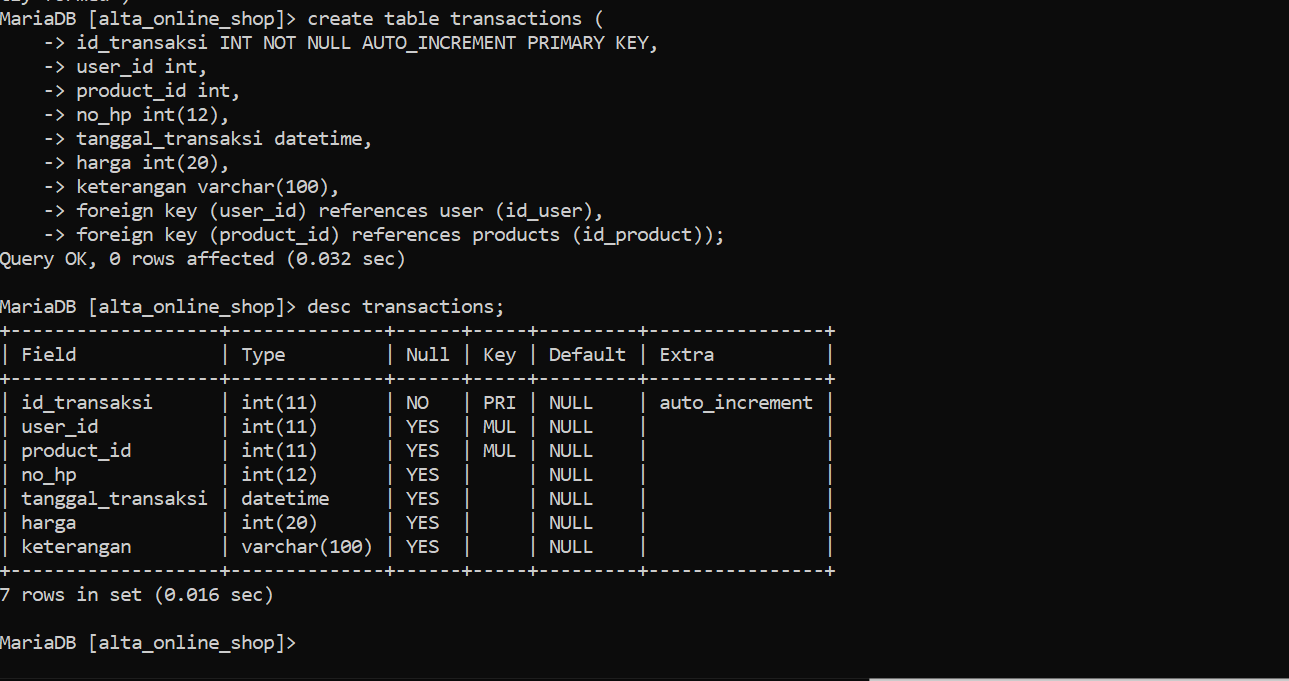 MariaDB [alta_online_shop]> create table transactions (
    -> id_transaksi INT NOT NULL AUTO_INCREMENT PRIMARY KEY,
    -> user_id int,
    -> product_id int,
    -> no_hp int(12),
    -> tanggal_transaksi datetime,
    -> harga int(20),
    -> keterangan varchar(100),
    -> foreign key (user_id) references user (id_user),
    -> foreign key (product_id) references products (id_product));
Query OK, 0 rows affected (0.032 sec)

MariaDB [alta_online_shop]> desc transactions;
+-------------------+--------------+------+-----+---------+----------------+
| Field             | Type         | Null | Key | Default | Extra          |
+-------------------+--------------+------+-----+---------+----------------+
| id_transaksi      | int(11)      | NO   | PRI | NULL    | auto_increment |
| user_id           | int(11)      | YES  | MUL | NULL    |                |
| product_id        | int(11)      | YES  | MUL | NULL    |                |
| no_hp             | int(12)      | YES  |     | NULL    |                |
| tanggal_transaksi | datetime     | YES  |     | NULL    |                |
| harga             | int(20)      | YES  |     | NULL    |                |
| keterangan        | varchar(100) | YES  |     | NULL    |                |
+-------------------+--------------+------+-----+---------+----------------+
7 rows in set (0.016 sec)

MariaDB [alta_online_shop]>